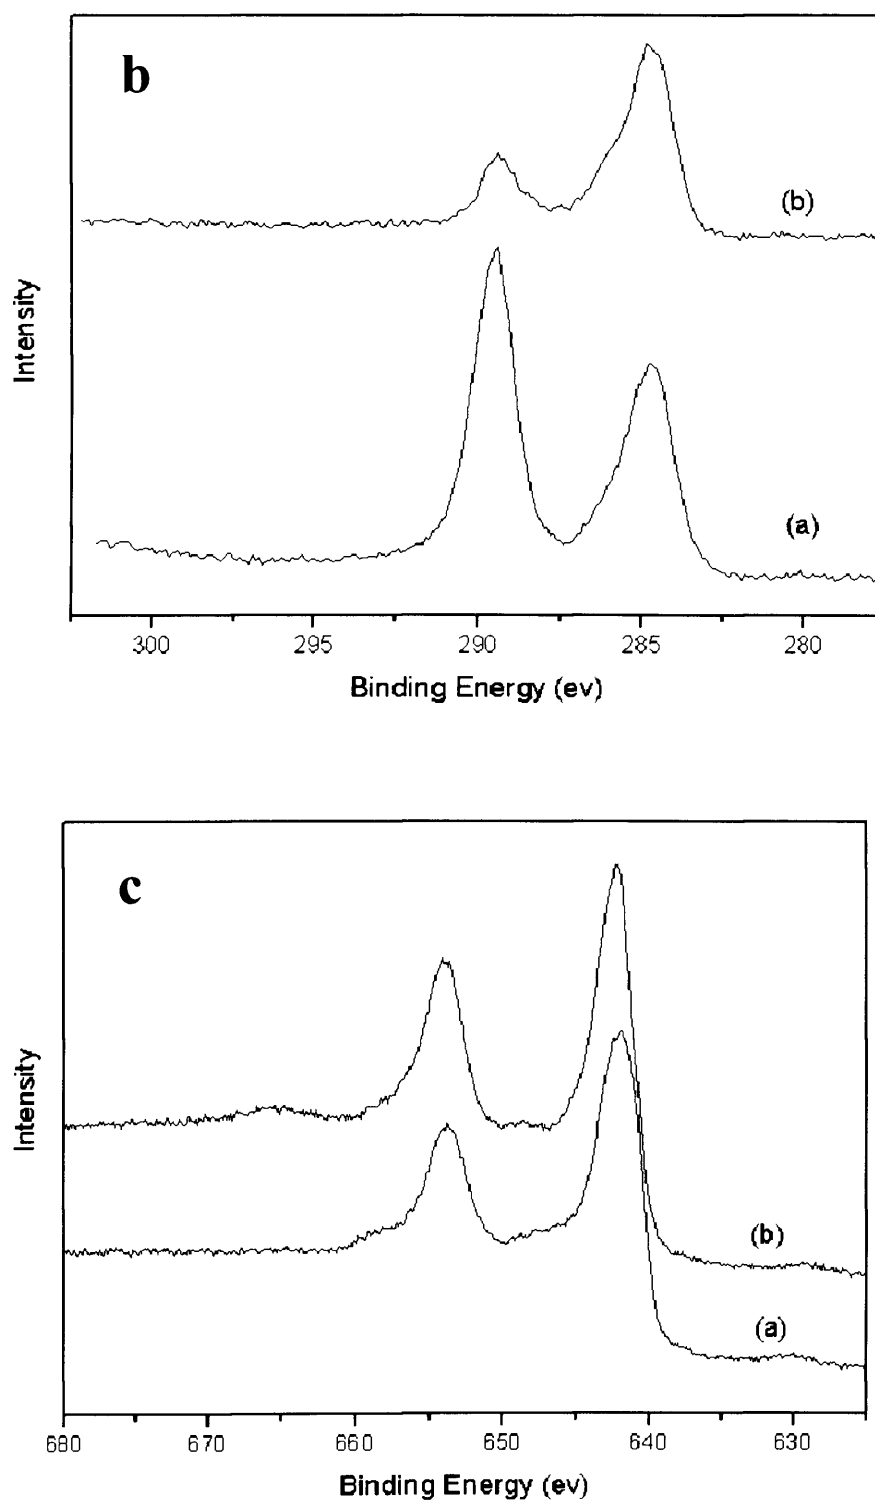 b
(b)
Intensity
(a)
300 295 290 285 280
Binding Energy (ev)
c
Intensity
(b)
(a)
680 670 660 650 640 630
Binding Energy (ev)